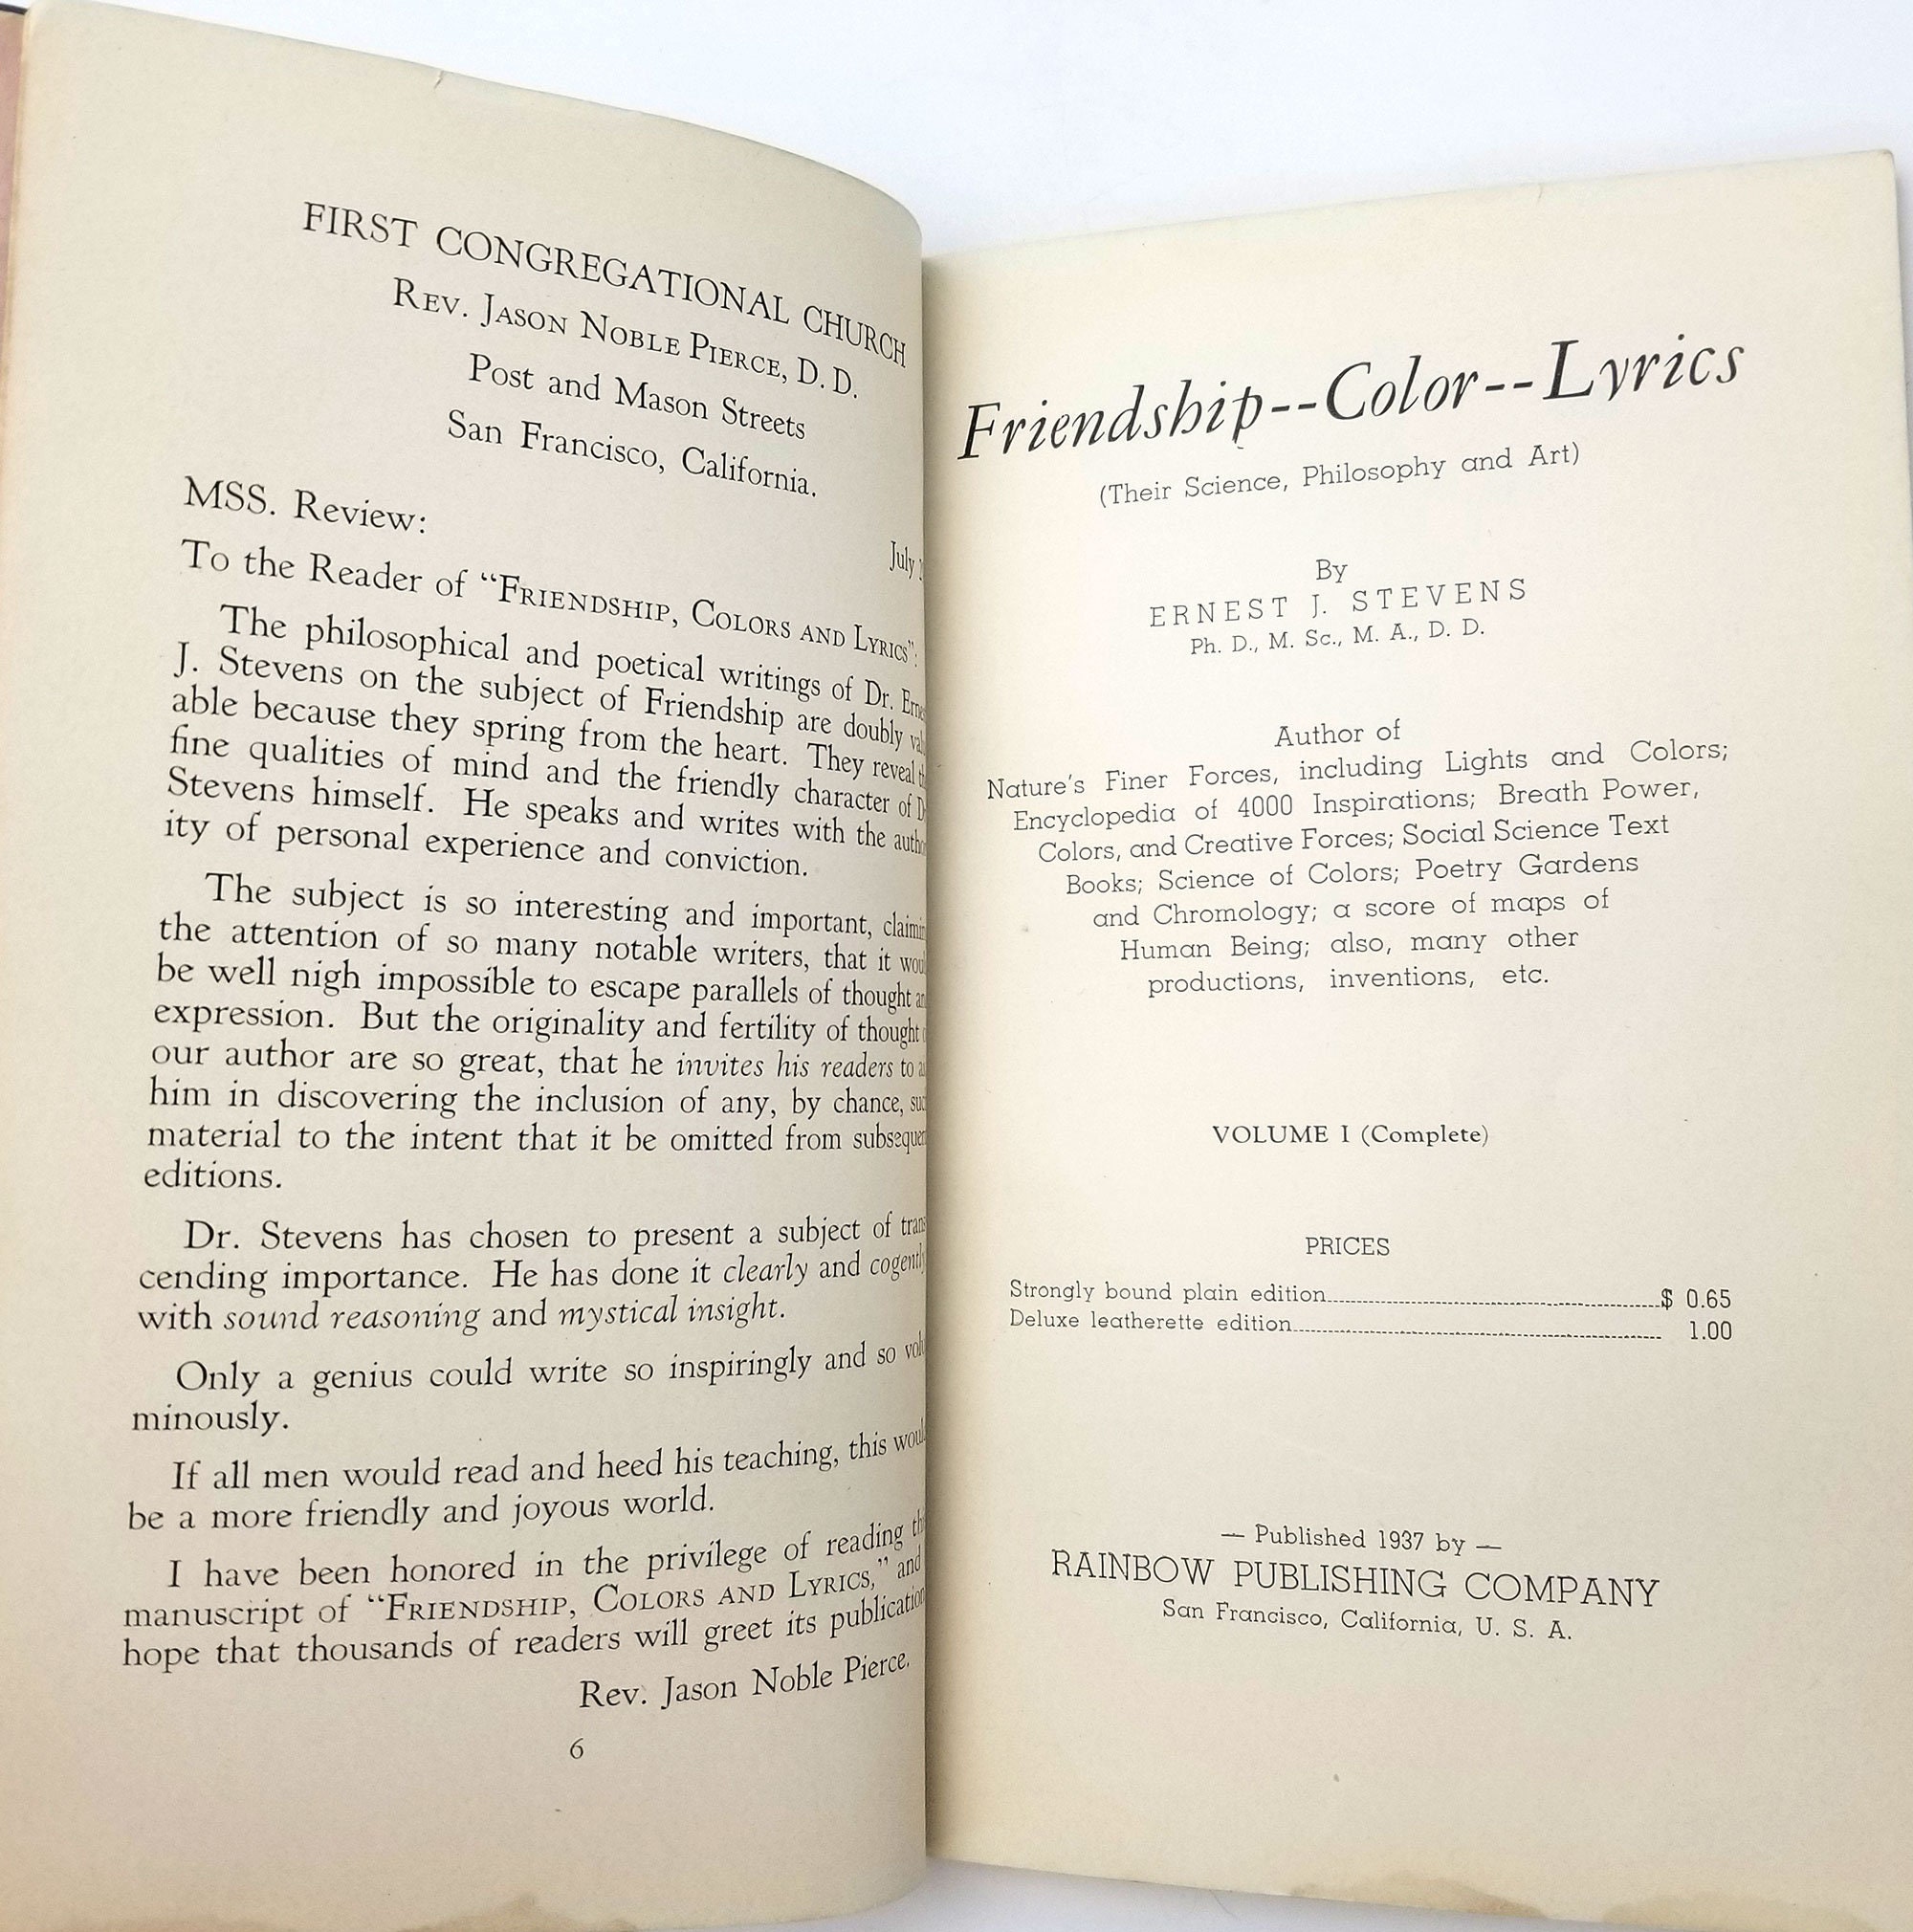 FIRST CONGREGATIONAL CHURCH
REV. JASON NOBLE PIERCE, D. D.
Post and Mason Streets
San Francisco, California.
MSS. Review:
July
To the Reader of “FRIENDSHIP, COLORS AND LYRICS”:
The philosophical and poetical writings of Dr.
J. Stevens on the subject of Friendship are doubly
able because they spring from the heart. They reveal
fine qualities of mind and the friendly character of
Stevens himself. He speaks and writes with the
ity of personal experience and conviction.
The subject is so interesting and important,
the attention of so many notable writers, that it
be well nigh impossible to escape parallels of thought
expression. But the originality and fertility of thought
our author are so great, that he invites his readers to
him in discovering the inclusion of any, by chance,
material to the intent that it be omitted from
editions.
Dr. Stevens has chosen to present a subject of
cending importance. He has done it clearly and
with sound reasoning and mystical insight.
Only a genius could write so inspiringly and so
minously.
If all men would read and heed his teaching, this
be a more friendly and joyous world.
I have been honored in the privilege of reading
manuscript of “FRIENDSHIP, COLORS AND LYRICS,” and
hope that thousands of readers will greet its publication
Rev. Jason Noble Pierce.
6
Friendship--Color--Lyrics
(Their Science, Philosophy and Art)
By
ERNEST J. STEVENS
Ph. D., M. Sc., M. A., D. D.
Author of
Nature's Finer Forces, including Lights and Colors;
Encyclopedia of 4000 Inspirations; Breath Power,
Colors, and Creative Forces; Social Science Text
Books; Science of Colors; Poetry Gardens
and Chromology; a score of maps of
Human Being; also, many other
productions, inventions, etc.
VOLUME I (Complete)
PRICES
Strongly bound plain edition........................$ 0.65
Deluxe leatherette edition........................ 1.00
— Published 1937 by —
RAINBOW PUBLISHING COMPANY
San Francisco, California, U. S. A.